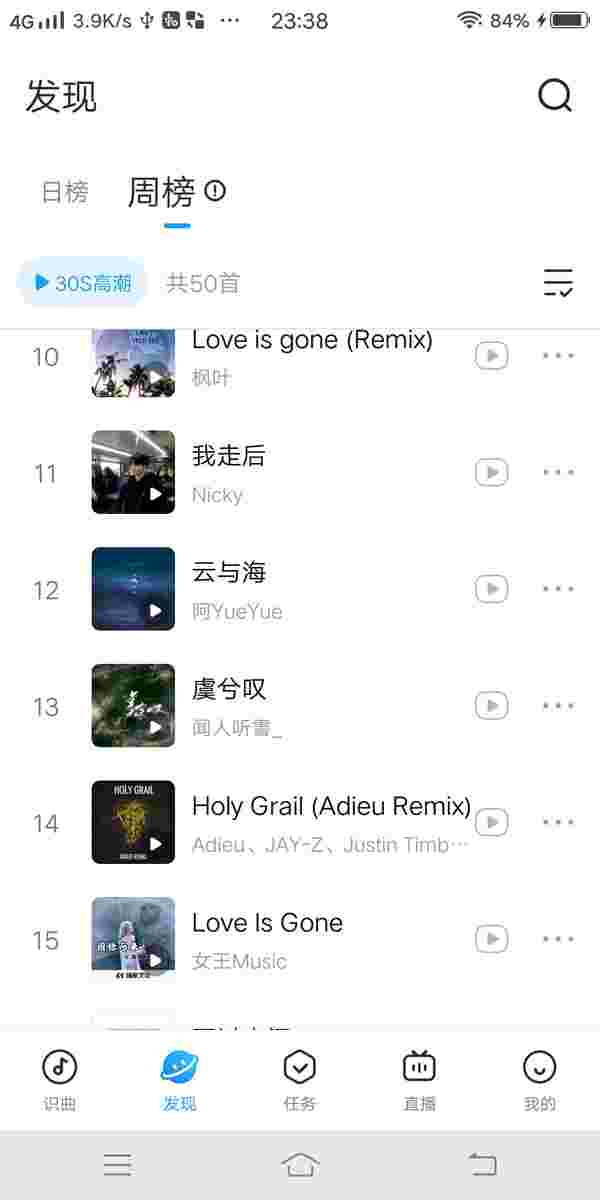 4G 3.9K/s ··· 23:38 84%
发现
日榜 周榜
30S高潮 共50首
10 Love is gone (Remix)
枫叶
11 我走后
Nicky
12 云与海
阿YueYue
13 虞兮叹
闻人听書_
14 Holy Grail (Adieu Remix)
HOLY GRAIL
Adieu、JAY-Z、Justin Timb···
15 Love Is Gone
女王Music
识曲 发现 任务 直播 我的